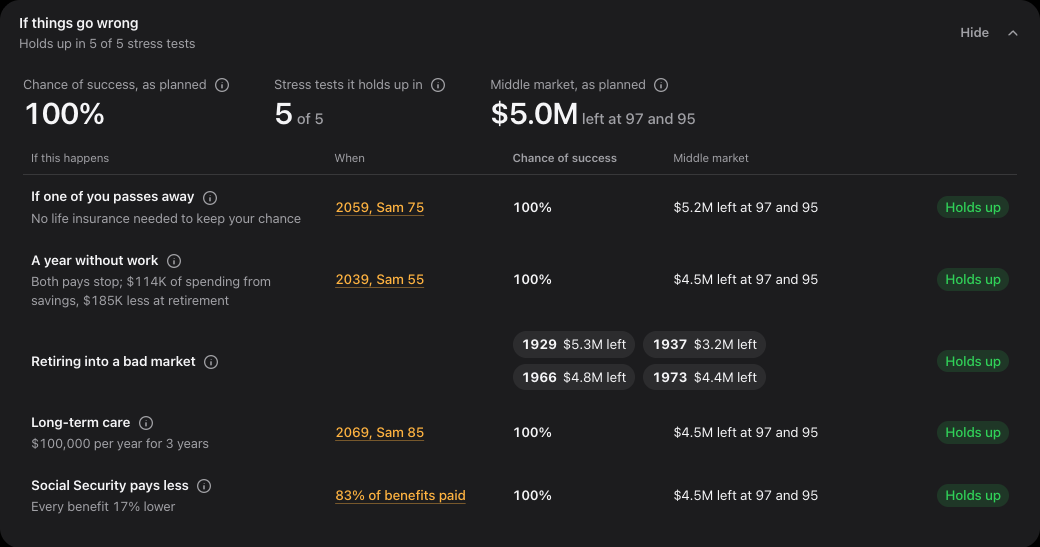 If things go wrong
Holds up in 5 of 5 stress tests
Hide
Chance of success, as planned
100%
Stress tests it holds up in
5 of 5
Middle market, as planned
$5.0M left at 97 and 95
If this happens
When
Chance of success
Middle market
If one of you passes away
No life insurance needed to keep your chance
2059, Sam 75
100%
$5.2M left at 97 and 95
Holds up
A year without work
Both pays stop; $114K of spending from
savings, $185K less at retirement
2039, Sam 55
100%
$4.5M left at 97 and 95
Holds up
Retiring into a bad market
1929 $5.3M left
1937 $3.2M left
1966 $4.8M left
1973 $4.4M left
Holds up
Long-term care
$100,000 per year for 3 years
2069, Sam 85
100%
$4.5M left at 97 and 95
Holds up
Social Security pays less
Every benefit 17% lower
83% of benefits paid
100%
$4.5M left at 97 and 95
Holds up